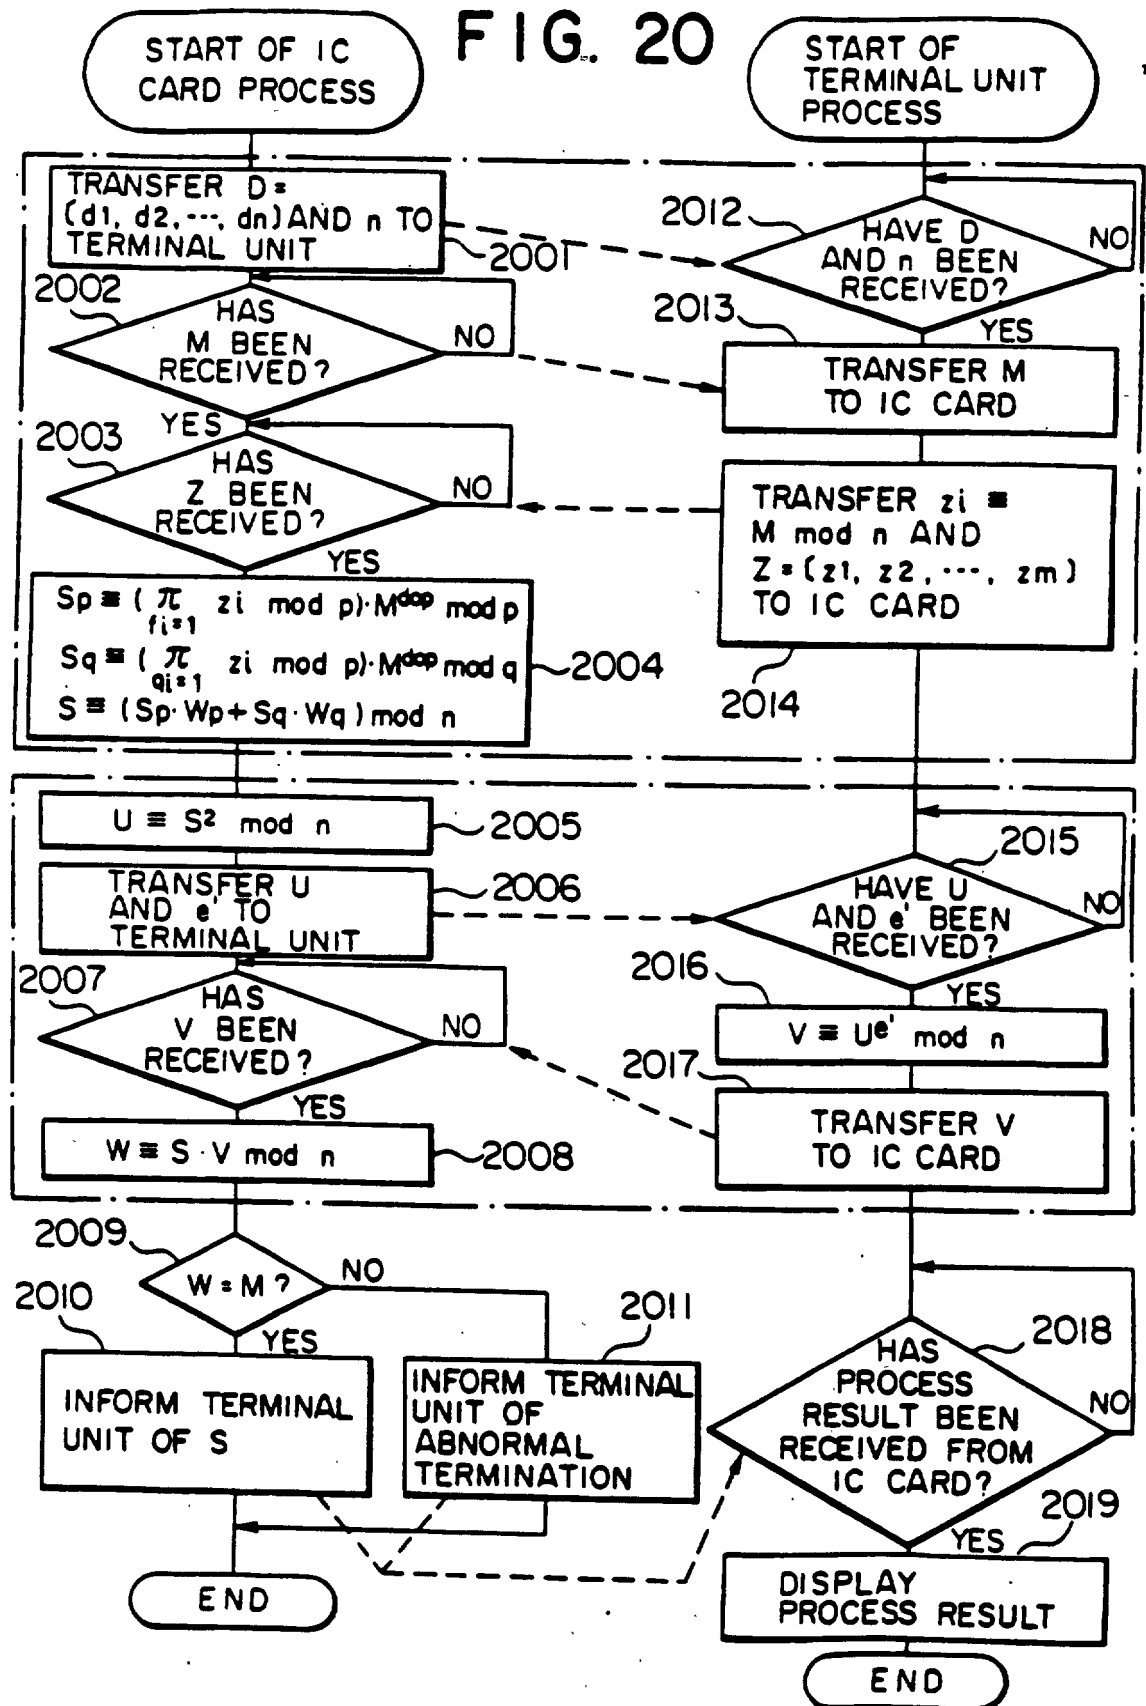 FIG. 20
START OF IC
CARD PROCESS
TRANSFER D=
(d1, d2, ···, dn) AND n TO
TERMINAL UNIT
2001
2002
HAS
M BEEN
RECEIVED?
NO
YES
2003
HAS
Z BEEN
RECEIVED?
NO
YES
Sp ≡ ( π zi mod p)·M^dop mod p
fi=1
Sq ≡ ( π zi mod p)·M^dop mod q
qi=1
S ≡ (Sp·Wp+Sq·Wq) mod n
2004
U ≡ S² mod n
2005
TRANSFER U
AND e' TO
TERMINAL UNIT
2006
2007
HAS
V BEEN
RECEIVED?
NO
YES
W ≡ S·V mod n
2008
2009
W=M?
NO
YES
2010
INFORM TERMINAL
UNIT OF S
2011
INFORM TERMINAL
UNIT OF
ABNORMAL
TERMINATION
END
START OF
TERMINAL UNIT
PROCESS
2012
HAVE D
AND n BEEN
RECEIVED?
NO
YES
2013
TRANSFER M
TO IC CARD
TRANSFER zi ≡
M mod n AND
Z=(z1, z2, ···, zm)
TO IC CARD
2014
2015
HAVE U
AND e' BEEN
RECEIVED?
NO
YES
2016
V ≡ U^e' mod n
2017
TRANSFER V
TO IC CARD
2018
HAS
PROCESS
RESULT BEEN
RECEIVED FROM
IC CARD?
NO
YES
2019
DISPLAY
PROCESS RESULT
END